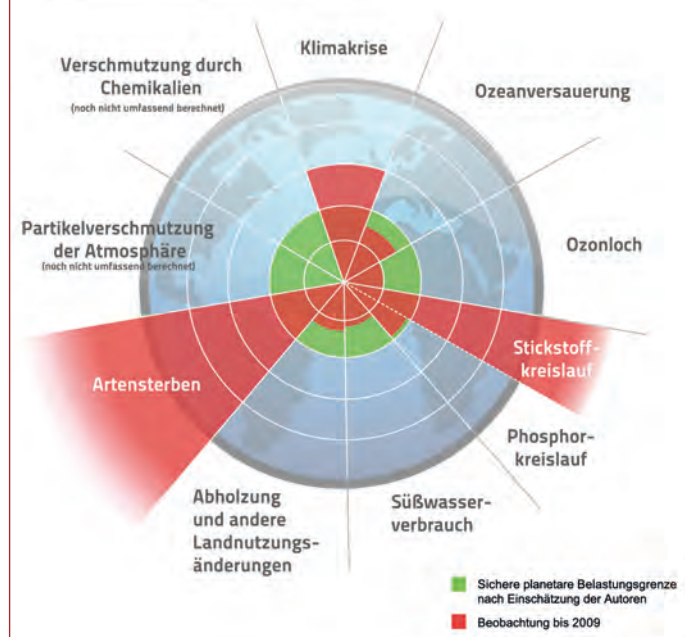 Klimakrise
Verschmutzung durch
Chemikalien
(noch nicht umfassend berechnet)
Ozeanversauerung
Partikelverschmutzung
der Atmosphäre
(noch nicht umfassend berechnet)
Ozonloch
Stickstoff-
kreislauf
Artensterben
Phosphor-
kreislauf
Abholzung
und andere
Landnutzungs-
änderungen
Süßwasser-
verbrauch
Sichere planetare Belastungsgrenze
nach Einschätzung der Autoren
Beobachtung bis 2009